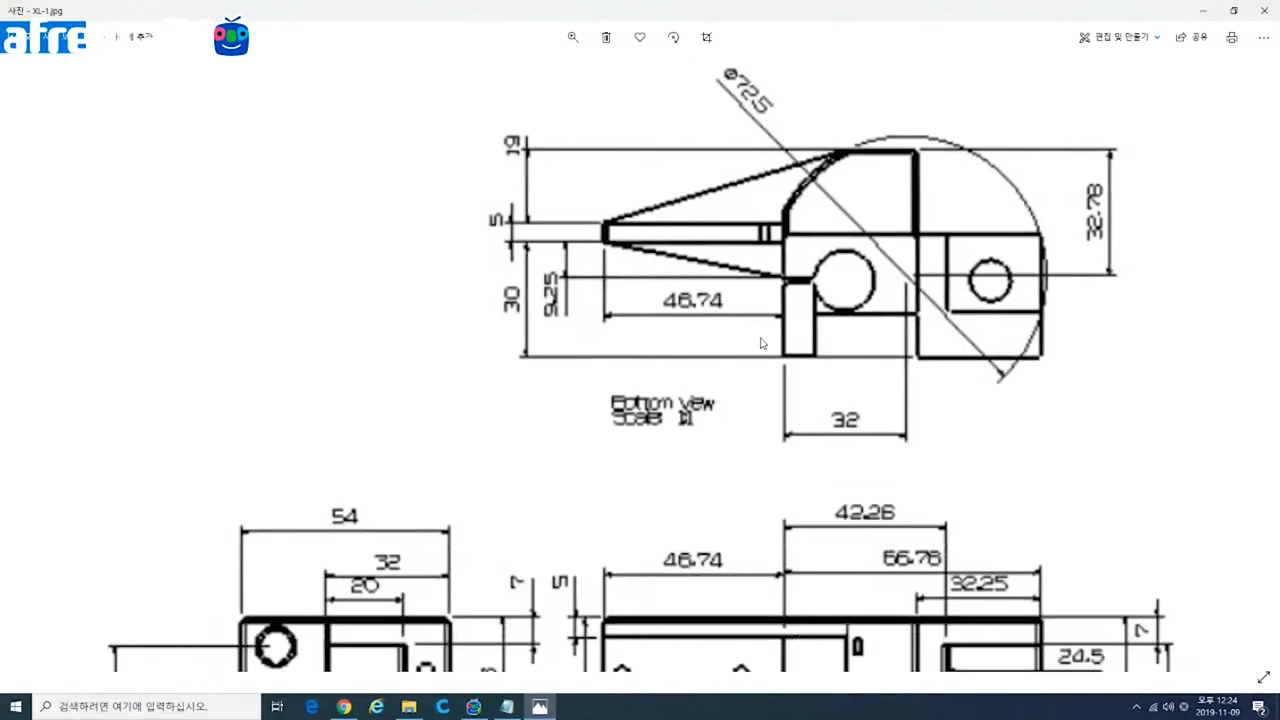 사진 - XL-1.jpg
afre
편집 및 만들기
공유
ø72.5
19
5
30
9.25
46.74
32.78
Bottom view
32
54
42.26
32
46.74
20
7
5
32.25
7
24.5
검색하려면 여기에 입력하십시오.
오후 12:24
2019-11-09
2